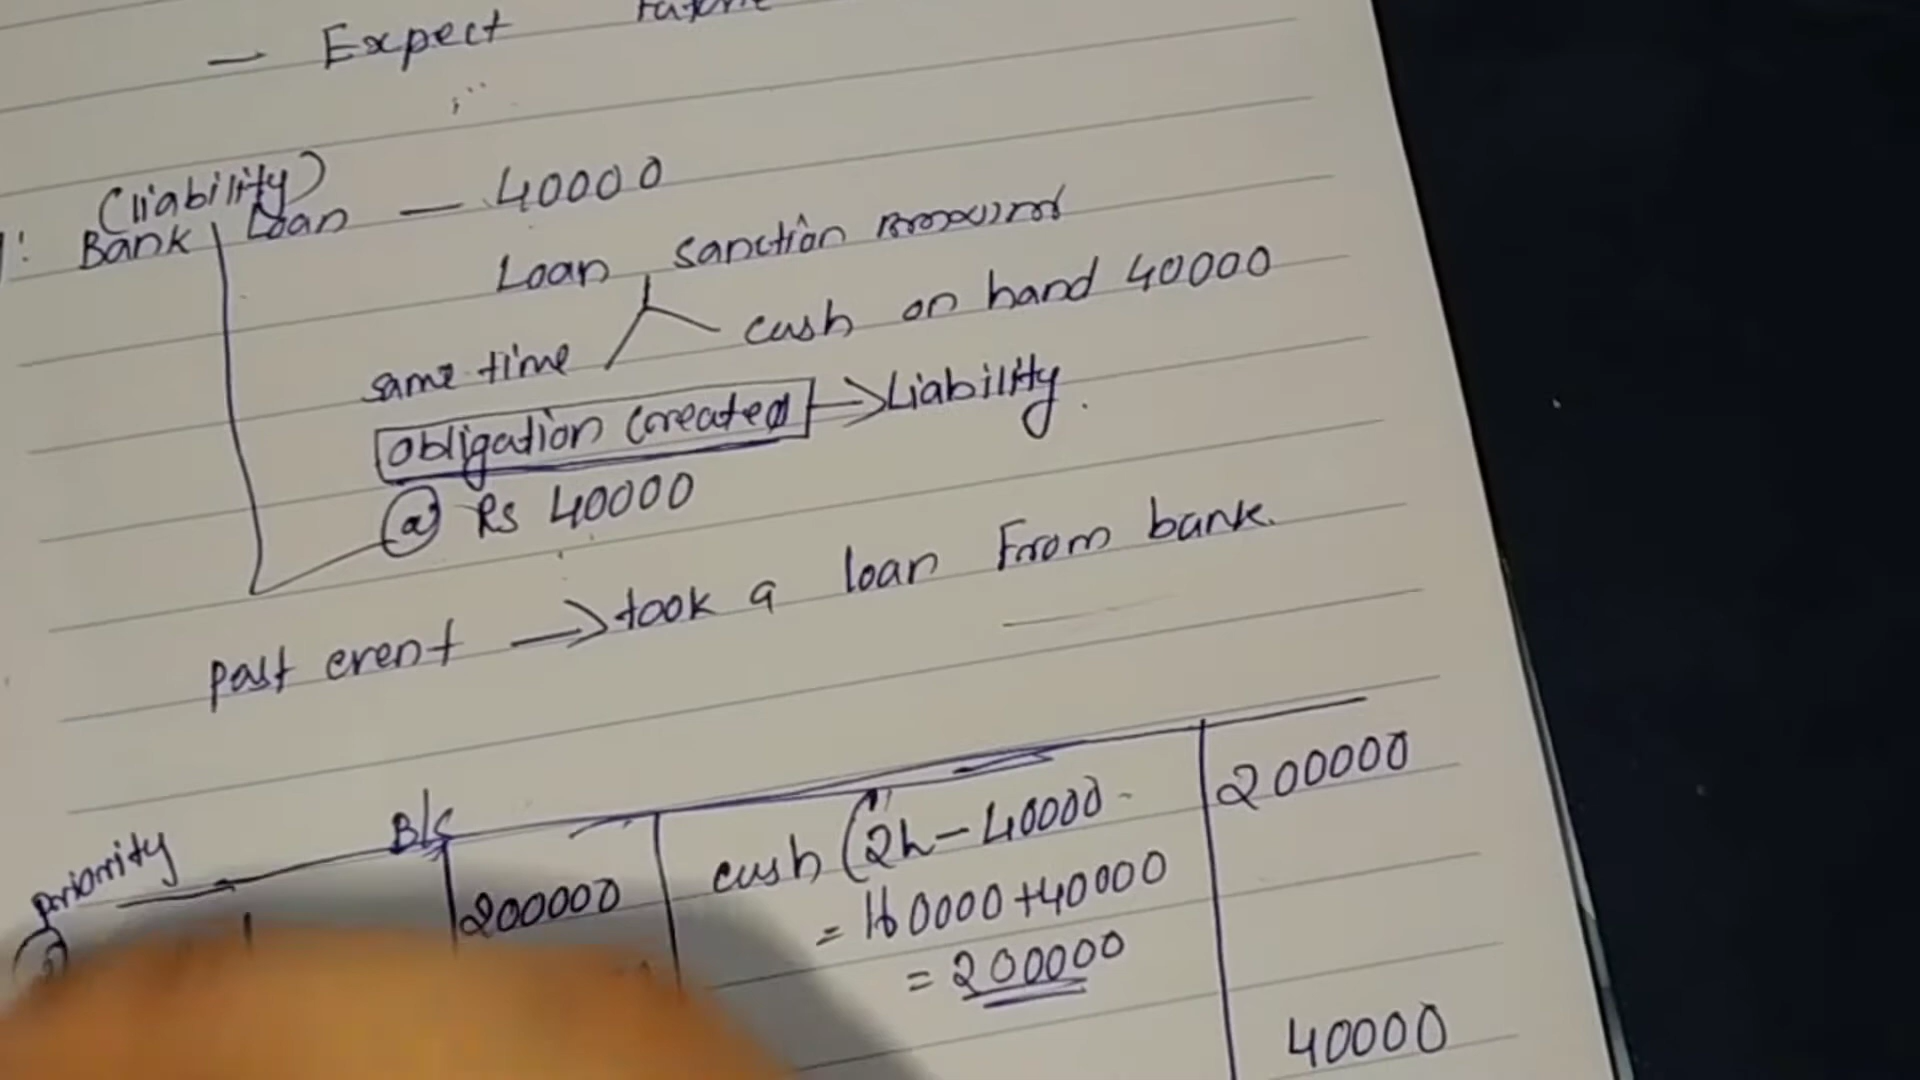 — Expect
(liability)
Bank Loan — 40000
Loan sanction
same time cash on hand 40000
obligation created → Liability.
@ Rs 40000
past event → took a loan From bank.
B/s
200000 cash (2L - 40000 200000
= 160000+40000
= 200000
40000